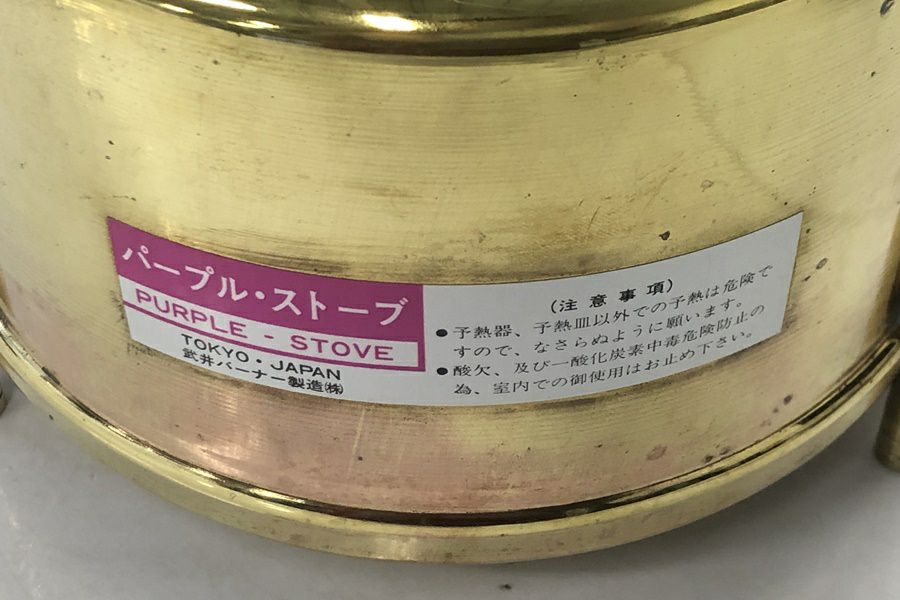 パープル・ストーブ
PURPLE - STOVE
TOKYO・JAPAN
武井バーナー製造㈱
(注意事項)
●予熱器、予熱皿以外での予熱は危険で
すので、なさらぬように願います。
●酸欠、及び一酸化炭素中毒危険防止の
為、室内での御使用はお止め下さい。